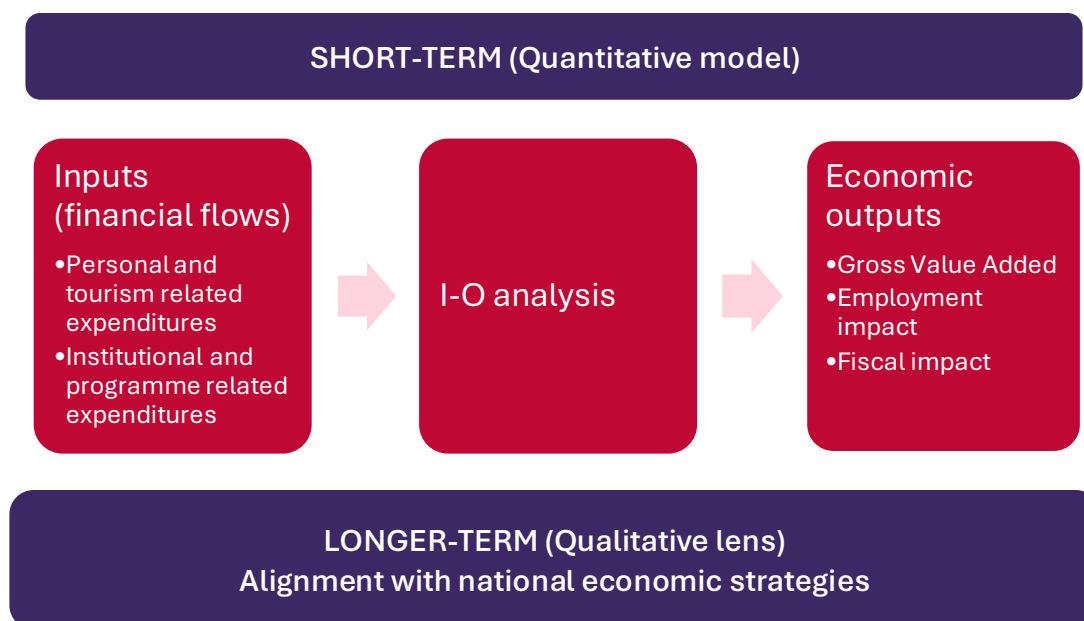 SHORT-TERM (Quantitative model)
Inputs
(financial flows)
•Personal and
tourism related
expenditures
•Institutional and
programme related
expenditures
I-O analysis
Economic
outputs
•Gross Value Added
•Employment
impact
•Fiscal impact
LONGER-TERM (Qualitative lens)
Alignment with national economic strategies